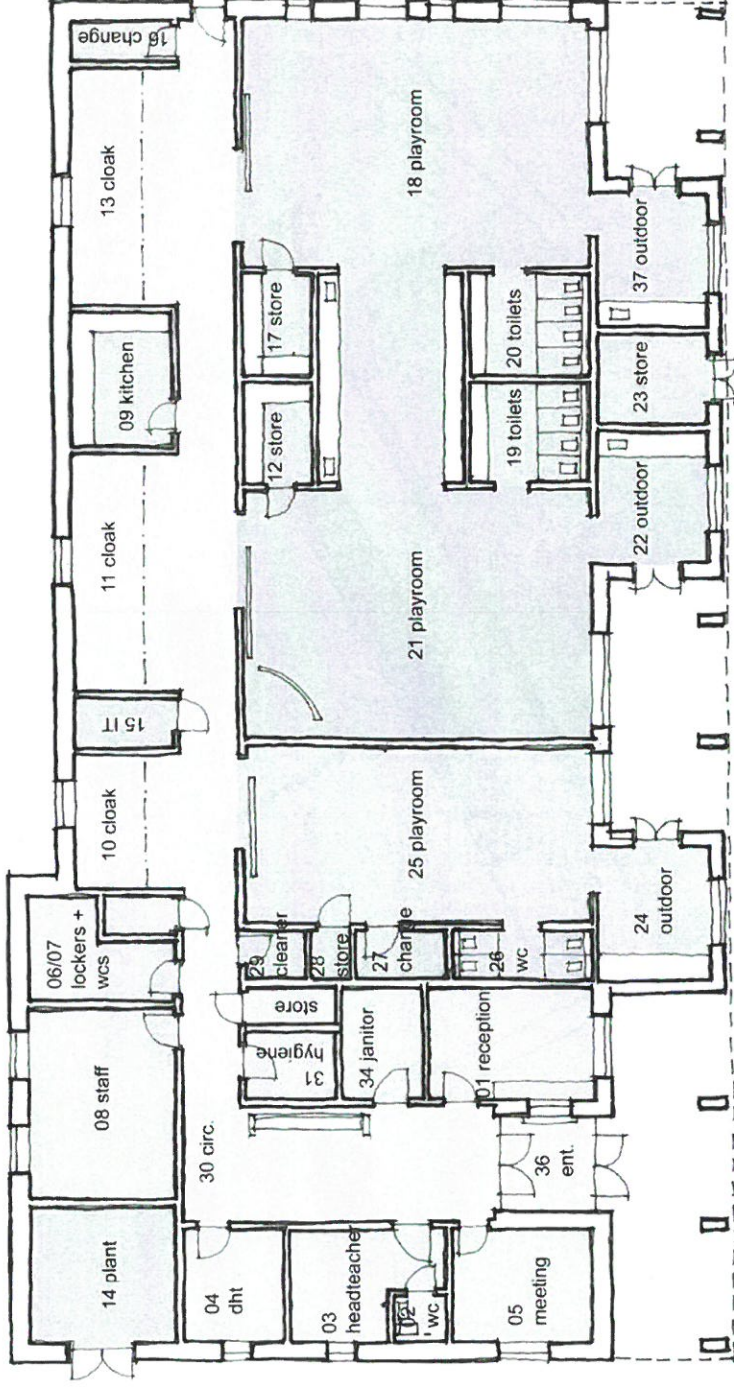 16 change
13 cloak
09 kitchen
11 cloak
15 IT
10 cloak
06/07
lockers +
wcs
08 staff
14 plant
18 playroom
17 store
12 store
20 toilets
19 toilets
21 playroom
25 playroom
29
cleaner
28
store
27
change
26
wc
store
31
hygiene
34 janitor
01 reception
30 circ.
04
dht
03
headteacher
02
wc
05
meeting
36
ent.
37 outdoor
23 store
22 outdoor
24
outdoor